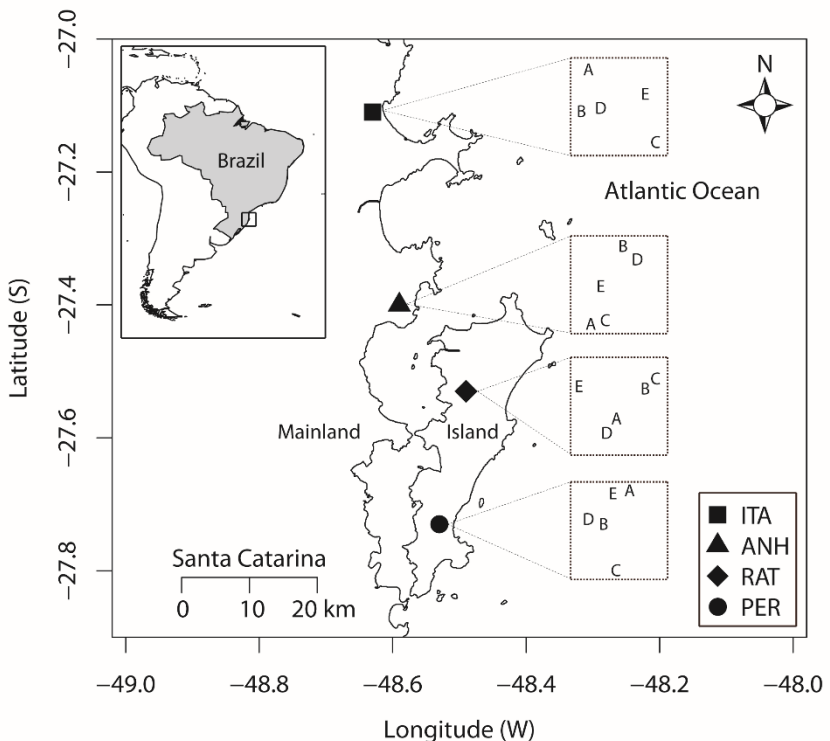 −27.0
−27.2
−27.4
−27.6
−27.8
Latitude (S)
Brazil
N
Atlantic Ocean
A
E
B D
C
B
D
E
A C
E
B C
A
D
E A
D B
C
Mainland
Island
Santa Catarina
0 10 20 km
ITA
ANH
RAT
PER
−49.0 −48.8 −48.6 −48.4 −48.2 −48.0
Longitude (W)